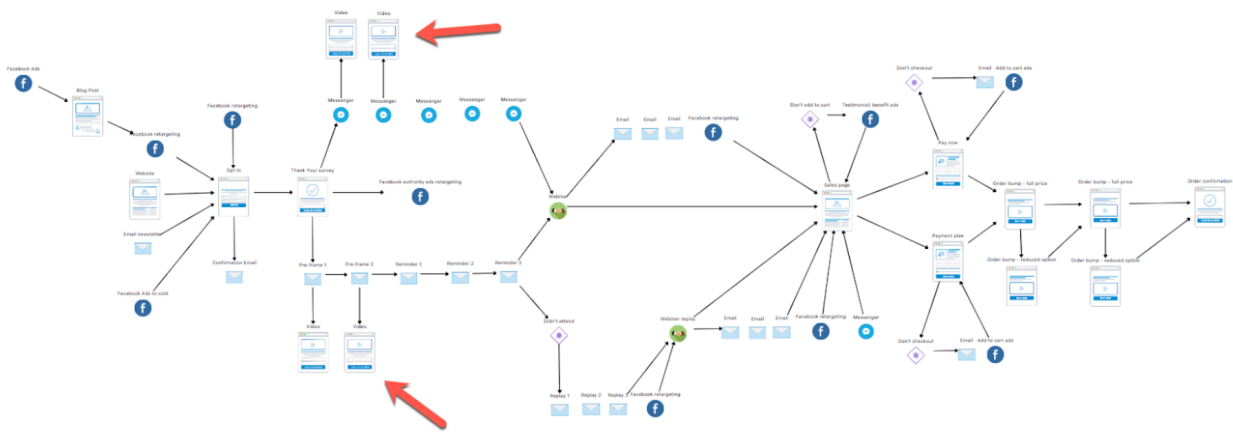 Video
Video
Facebook Ads
Blog Post
Facebook retargeting
Facebook retargeting
Messenger
Messenger
Messenger
Messenger
Messenger
Website
Opt in
Thank You/ survey
Facebook authority ads retargeting
Email newsletter
Confirmation Email
Facebook Ads to cold
Pre-frame 1
Pre-frame 2
Reminder 1
Reminder 2
Reminder 3
Video
Video
Webinar
Email
Email
Email
Facebook retargeting
Didn't attend
Replay 1
Replay 2
Replay 3
Facebook retargeting
Webinar replay
Email
Email
Email
Facebook retargeting
Messenger
Don't add to cart
Testimonial/ benefit ads
Sales page
Don't checkout
Email
Add to cart ads
Pay now
Payment plan
Don't checkout
Email
Add to cart ads
Order bump - full price
Order bump - full price
Order bump - reduced option
Order bump - reduced option
Order confirmation